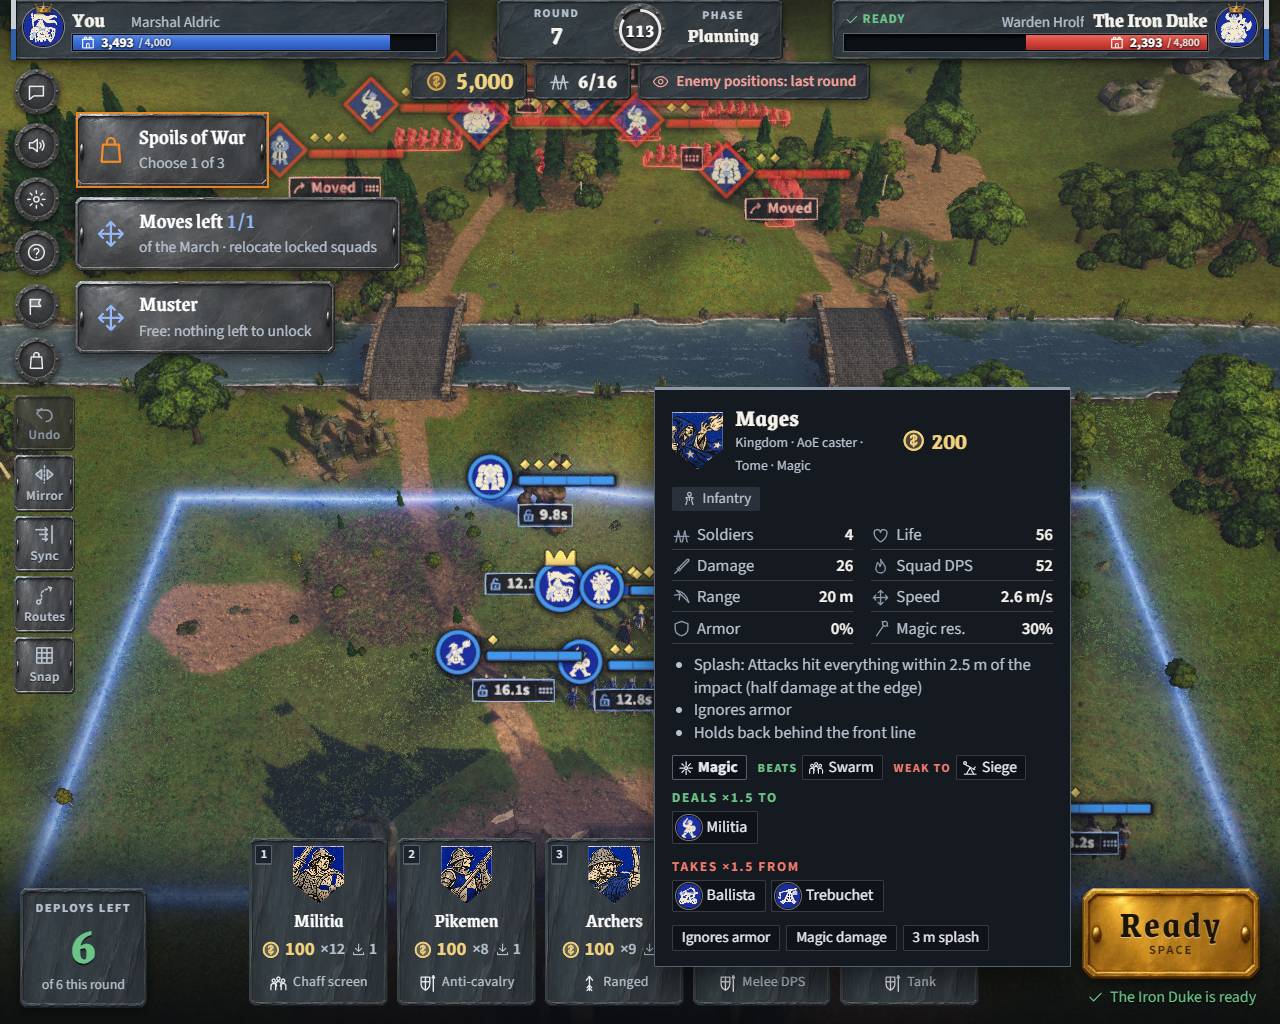 You Marshal Aldric
3,493 / 4,000
ROUND
7
113
PHASE
Planning
READY
Warden Hrolf The Iron Duke
2,393 / 4,800
5,000
6/16
Enemy positions: last round
Spoils of War
Choose 1 of 3
Moved
Moved
Moves left 1/1
of the March · relocate locked squads
Muster
Free: nothing left to unlock
Undo
Mirror
Sync
Routes
Snap
9.8s
12.1
16.1s
12.8s
Mages
200
Kingdom · AoE caster ·
Tome · Magic
Infantry
Soldiers 4
Life 56
Damage 26
Squad DPS 52
Range 20 m
Speed 2.6 m/s
Armor 0%
Magic res. 30%
• Splash: Attacks hit everything within 2.5 m of the
impact (half damage at the edge)
• Ignores armor
• Holds back behind the front line
Magic BEATS Swarm WEAK TO Siege
DEALS ×1.5 TO
Militia
TAKES ×1.5 FROM
Ballista Trebuchet
Ignores armor Magic damage 3 m splash
.2s
DEPLOYS LEFT
6
of 6 this round
1
Militia
100 ×12 1
Chaff screen
2
Pikemen
100 ×8 1
Anti-cavalry
3
Archers
100 ×9
Ranged
Melee DPS
Tank
Ready
SPACE
The Iron Duke is ready